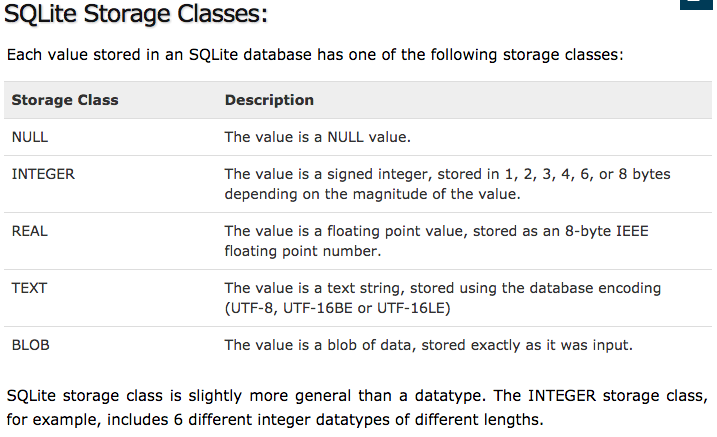 SQLite Storage Classes:
Each value stored in an SQLite database has one of the following storage classes:
Storage Class Description
NULL The value is a NULL value.
INTEGER The value is a signed integer, stored in 1, 2, 3, 4, 6, or 8 bytes
depending on the magnitude of the value.
REAL The value is a floating point value, stored as an 8-byte IEEE
floating point number.
TEXT The value is a text string, stored using the database encoding
(UTF-8, UTF-16BE or UTF-16LE)
BLOB The value is a blob of data, stored exactly as it was input.
SQLite storage class is slightly more general than a datatype. The INTEGER storage class,
for example, includes 6 different integer datatypes of different lengths.